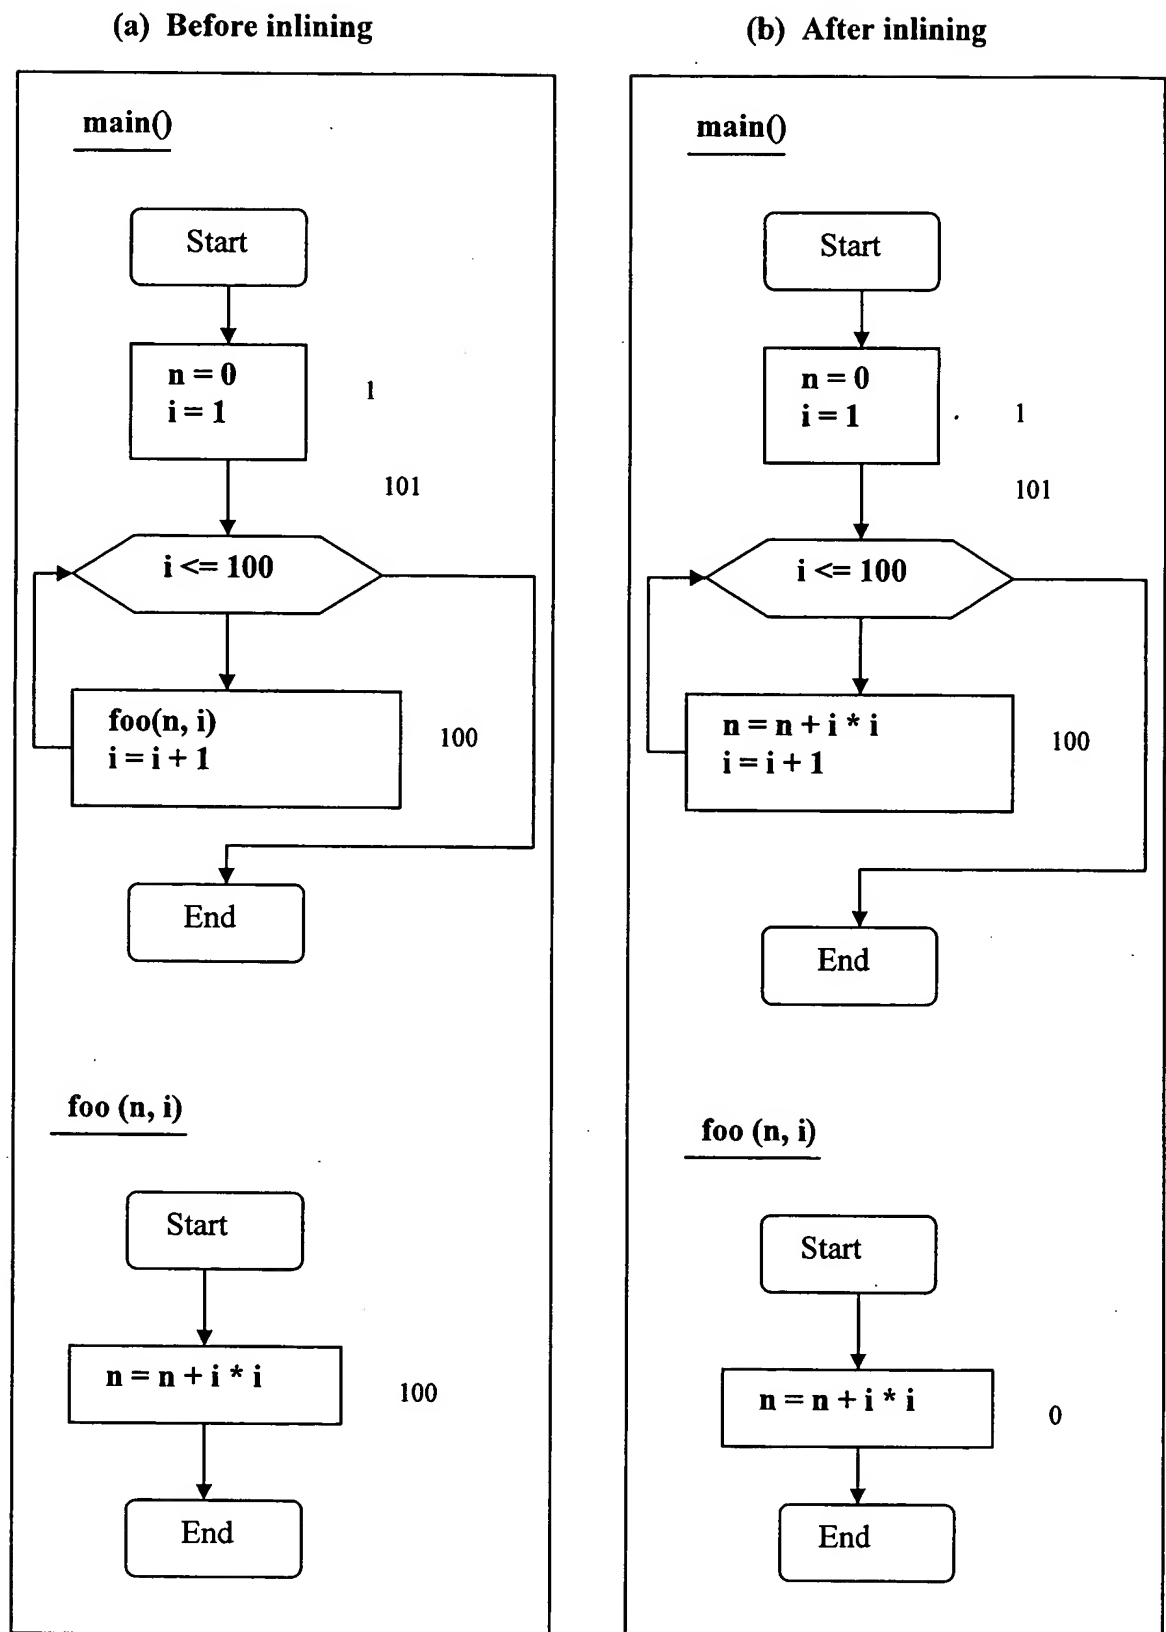 (a) Before inlining
main()
Start
n = 0
i = 1
1
101
i <= 100
foo(n, i)
i = i + 1
100
End
foo (n, i)
Start
n = n + i * i
100
End
(b) After inlining
main()
Start
n = 0
i = 1
1
101
i <= 100
n = n + i * i
i = i + 1
100
End
foo (n, i)
Start
n = n + i * i
0
End